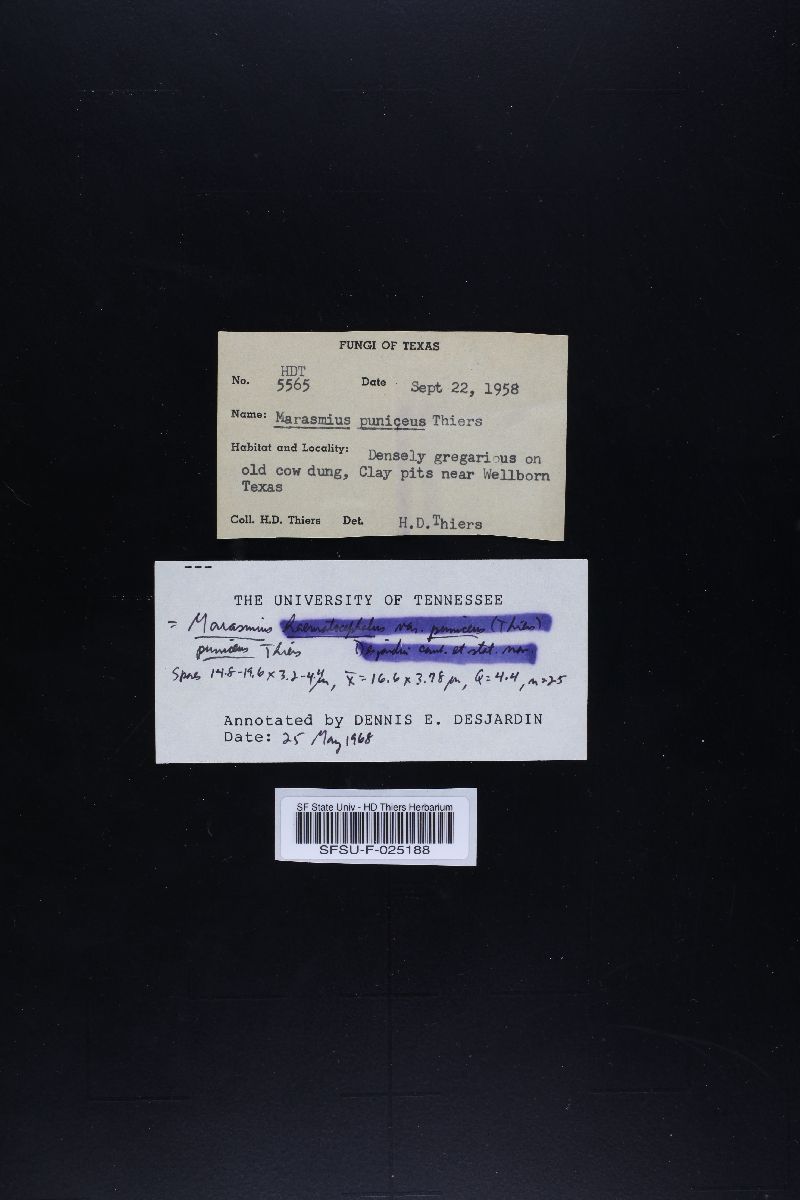 FUNGI OF TEXAS
HDT
No. 5565 Date Sept 22, 1958
Name: Marasmius puniceus Thiers
Habitat and Locality: Densely gregarious on
old cow dung, Clay pits near Wellborn
Texas
Coll. H.D. Thiers Det. H.D.Thiers
THE UNIVERSITY OF TENNESSEE
= Marasmius haematocephalus var. puniceus (Thiers)
puniceus Thiers Desjardin comb. et stat. nov.
Spores 14.8-19.6 x 3.2-4.4 µm, x̄ = 16.6 x 3.78 µm, Q = 4.4, n=25
Annotated by DENNIS E. DESJARDIN
Date: 25 May 1968
SF State Univ - HD Thiers Herbarium
SFSU-F-025188